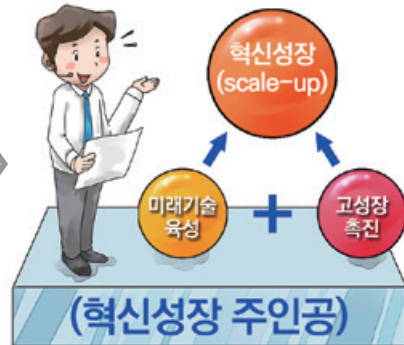 혁신성장
(scale-up)
미래기술
육성
+
고성장
촉진
(혁신성장 주인공)